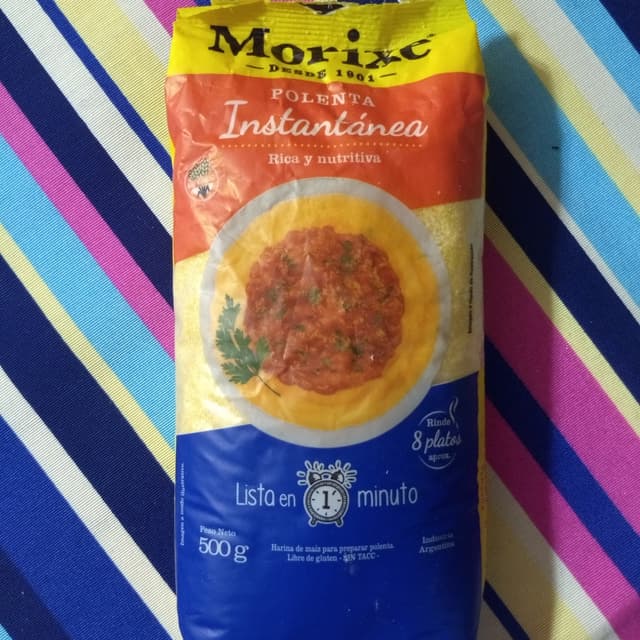 Morixe
DESDE 1901
POLENTA
Instantánea
Rica y nutritiva
Rinde
8 platos
aprox.
Lista en 1 minuto
Peso Neto
500 g
Harina de maíz para preparar polenta.
Libre de gluten - SIN TACC -
Industria
Argentina